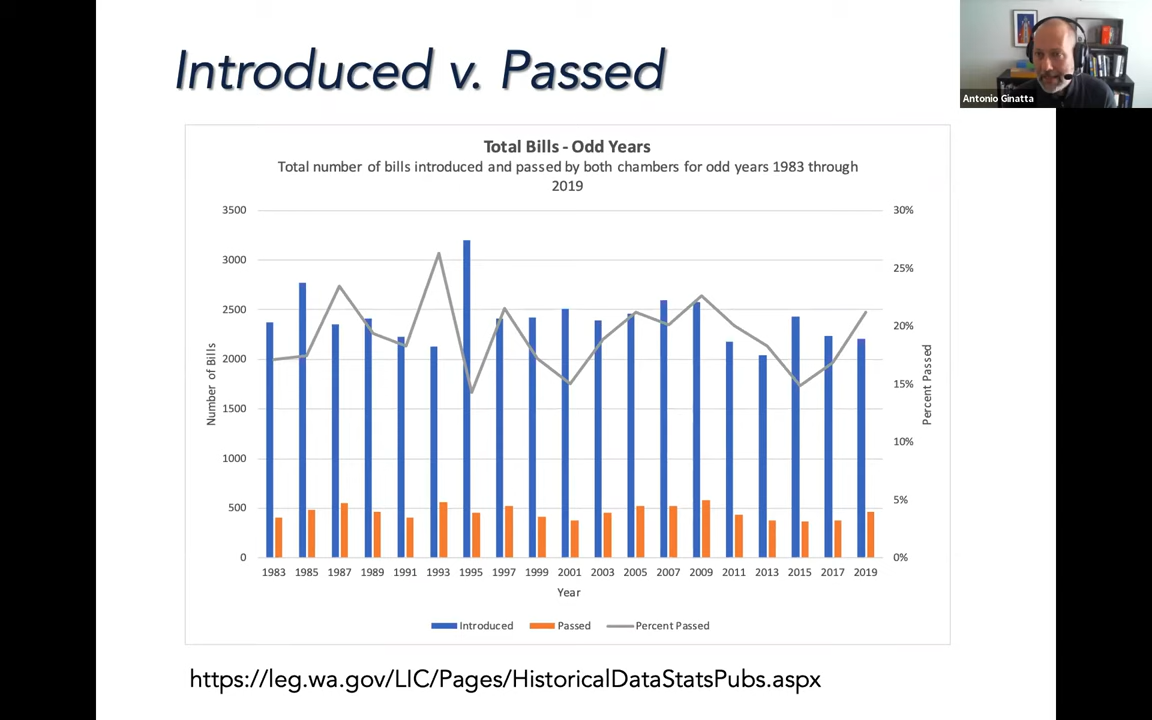 Introduced v. Passed
Antonio Ginatta
Total Bills - Odd Years
Total number of bills introduced and passed by both chambers for odd years 1983 through
2019
3500
3000
2500
2000
1500
1000
500
0
Number of Bills
30%
25%
20%
15%
10%
5%
0%
Percent Passed
1983 1985 1987 1989 1991 1993 1995 1997 1999 2001 2003 2005 2007 2009 2011 2013 2015 2017 2019
Year
Introduced Passed Percent Passed
https://leg.wa.gov/LIC/Pages/HistoricalDataStatsPubs.aspx